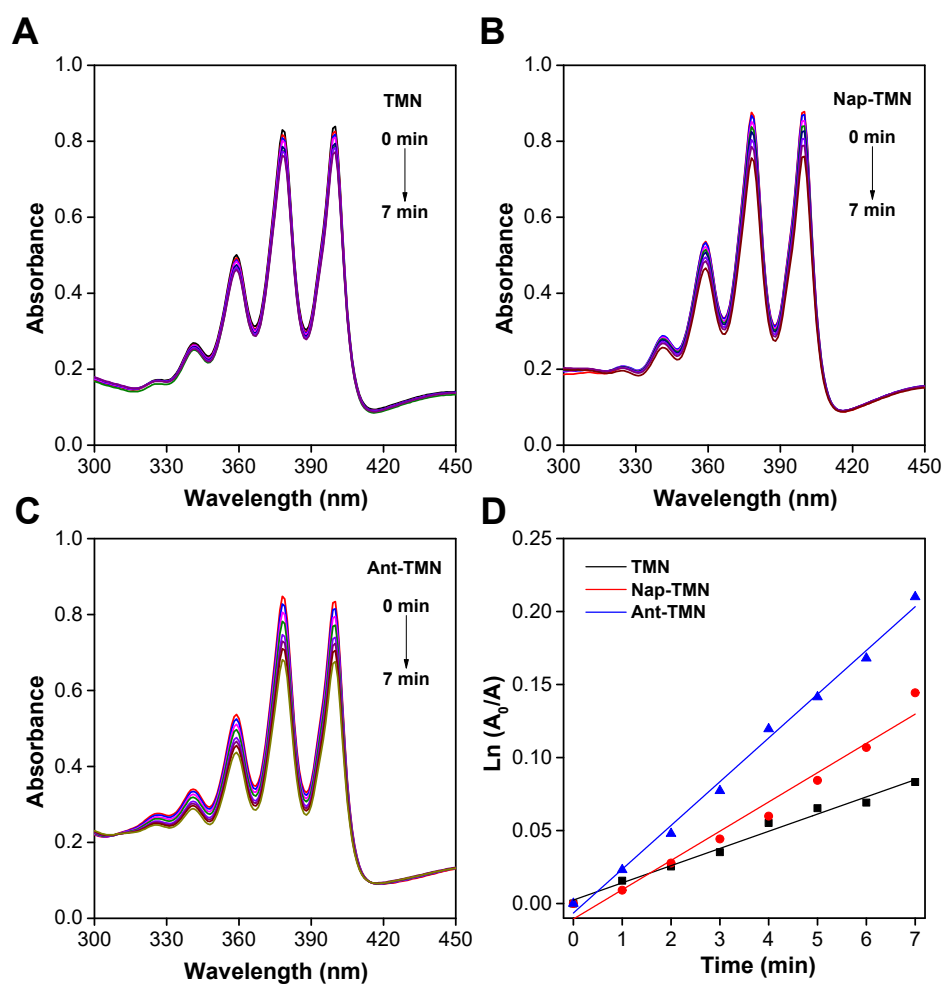 A
1.0
0.8
0.6
0.4
0.2
0.0
Absorbance
TMN
0 min
7 min
300 330 360 390 420 450
Wavelength (nm)
B
1.0
0.8
0.6
0.4
0.2
0.0
Absorbance
Nap-TMN
0 min
7 min
300 330 360 390 420 450
Wavelength (nm)
C
1.0
0.8
0.6
0.4
0.2
0.0
Absorbance
Ant-TMN
0 min
7 min
300 330 360 390 420 450
Wavelength (nm)
D
0.25
0.20
0.15
0.10
0.05
0.00
Ln (A₀/A)
TMN
Nap-TMN
Ant-TMN
0 1 2 3 4 5 6 7
Time (min)